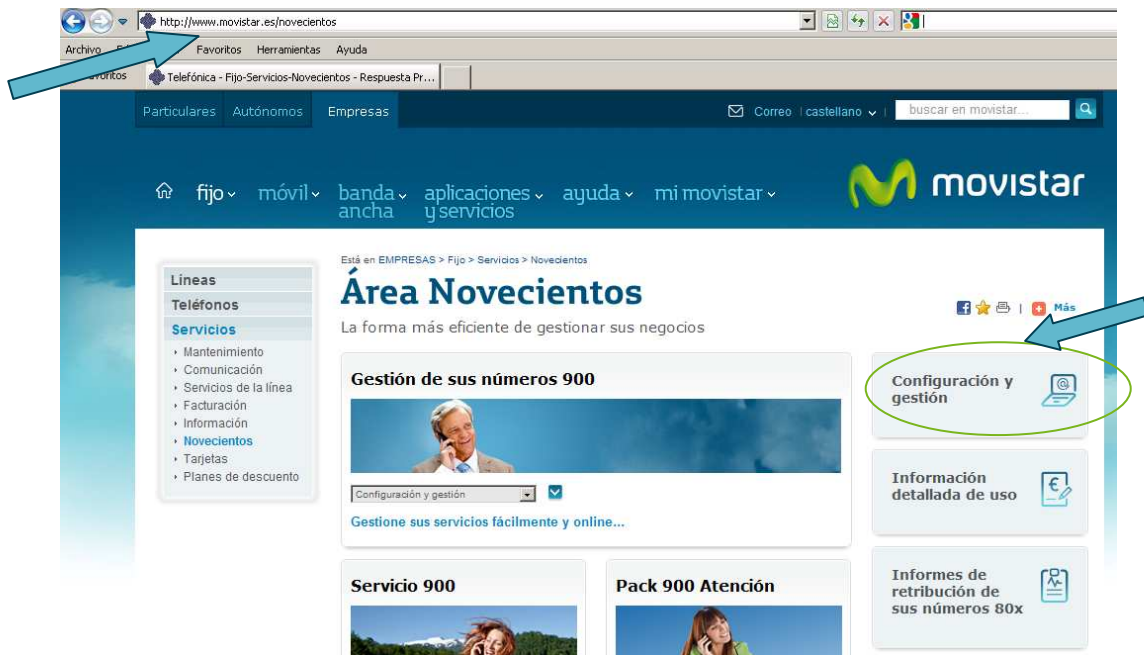 http://www.movistar.es/novecientos
Archivo Favoritos Herramientas Ayuda
Telefónica - Fijo-Servicios-Novecientos - Respuesta Pr...
Particulares Autónomos Empresas Correo | castellano | buscar en movistar...
fijo móvil banda ancha aplicaciones y servicios ayuda mi movistar
movistar
Está en EMPRESAS > Fijo > Servicios > Novecientos
Líneas
Teléfonos
Servicios
Mantenimiento
Comunicación
Servicios de la línea
Facturación
Información
Novecientos
Tarjetas
Planes de descuento
Área Novecientos
La forma más eficiente de gestionar sus negocios
Más
Gestión de sus números 900
Configuración y gestión
Gestione sus servicios fácilmente y online...
Servicio 900
Pack 900 Atención
Configuración y
gestión
Información
detallada de uso
Informes de
retribución de
sus números 80x